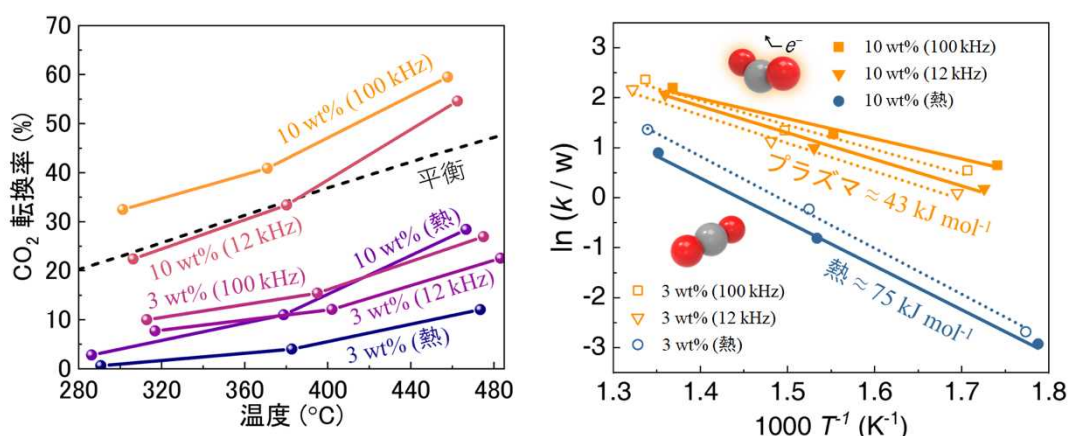 70
60
50
40
30
20
10
0
CO₂ 転換率 (%)
280
320
360
400
440
480
温度 (°C)
10 wt% (100 kHz)
平衡
10 wt% (12 kHz)
10 wt% (熱)
3 wt% (100 kHz)
3 wt% (12 kHz)
3 wt% (熱)
3
2
1
0
-1
-2
-3
ln (k / w)
1.3
1.4
1.5
1.6
1.7
1.8
1000 T⁻¹ (K⁻¹)
e⁻
10 wt% (100 kHz)
10 wt% (12 kHz)
10 wt% (熱)
プラズマ ≈ 43 kJ mol⁻¹
熱 ≈ 75 kJ mol⁻¹
3 wt% (100 kHz)
3 wt% (12 kHz)
3 wt% (熱)